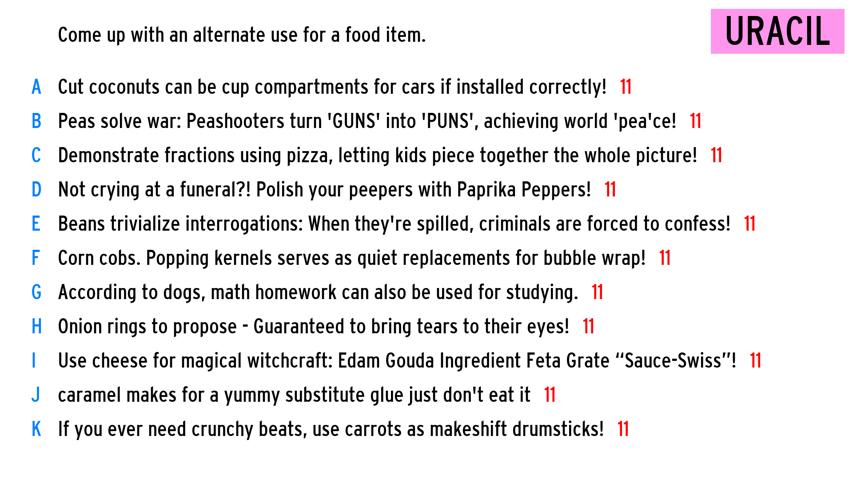 Come up with an alternate use for a food item.
URACIL
A Cut coconuts can be cup compartments for cars if installed correctly! 11
B Peas solve war: Peashooters turn 'GUNS' into 'PUNS', achieving world 'pea'ce! 11
C Demonstrate fractions using pizza, letting kids piece together the whole picture! 11
D Not crying at a funeral?! Polish your peepers with Paprika Peppers! 11
E Beans trivialize interrogations: When they're spilled, criminals are forced to confess! 11
F Corn cobs. Popping kernels serves as quiet replacements for bubble wrap! 11
G According to dogs, math homework can also be used for studying. 11
H Onion rings to propose - Guaranteed to bring tears to their eyes! 11
I Use cheese for magical witchcraft: Edam Gouda Ingredient Feta Grate “Sauce-Swiss”! 11
J caramel makes for a yummy substitute glue just don't eat it 11
K If you ever need crunchy beats, use carrots as makeshift drumsticks! 11